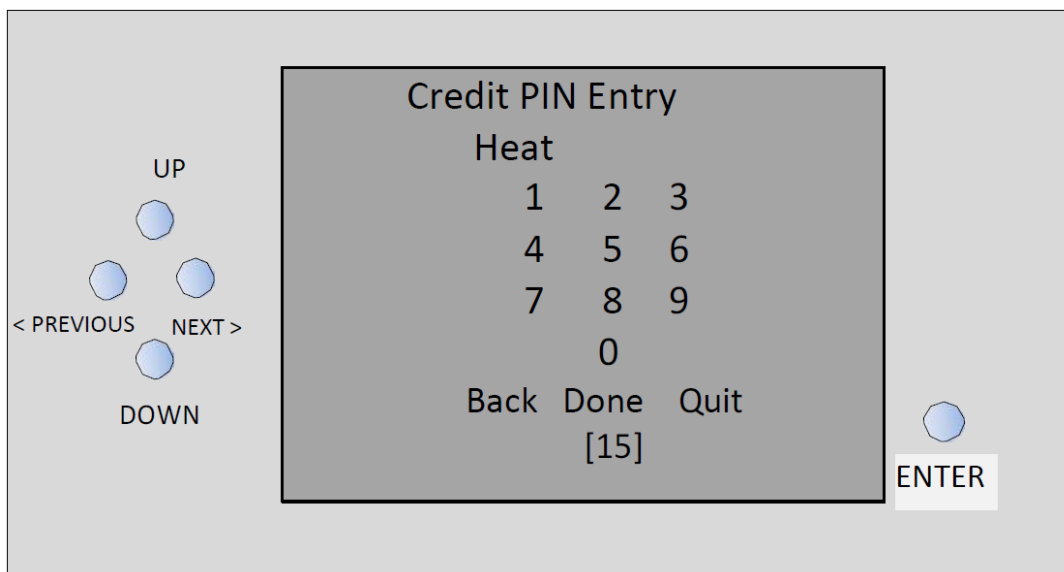 Credit PIN Entry
Heat
UP
1 2 3
4 5 6
7 8 9
< PREVIOUS NEXT >
0
Back Done Quit
DOWN
[15]
ENTER